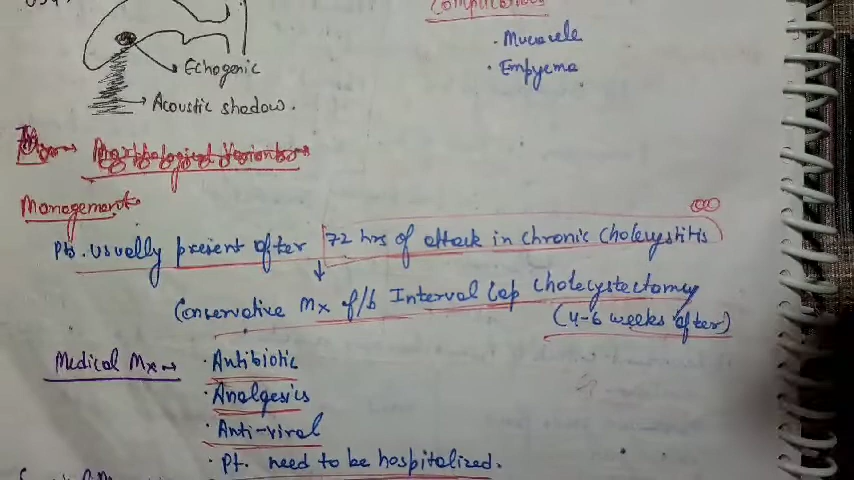 Complications
· Mucocele
· Empyema
Echogenic
Acoustic shadow.
Management
Pts. usually present after 72 hrs of attack in chronic cholecystitis
Conservative Mx f/b Interval Lap cholecystectomy
(4-6 weeks after)
Medical Mx→
· Antibiotic
· Analgesics
· Anti-viral
· Pt. need to be hospitalized.